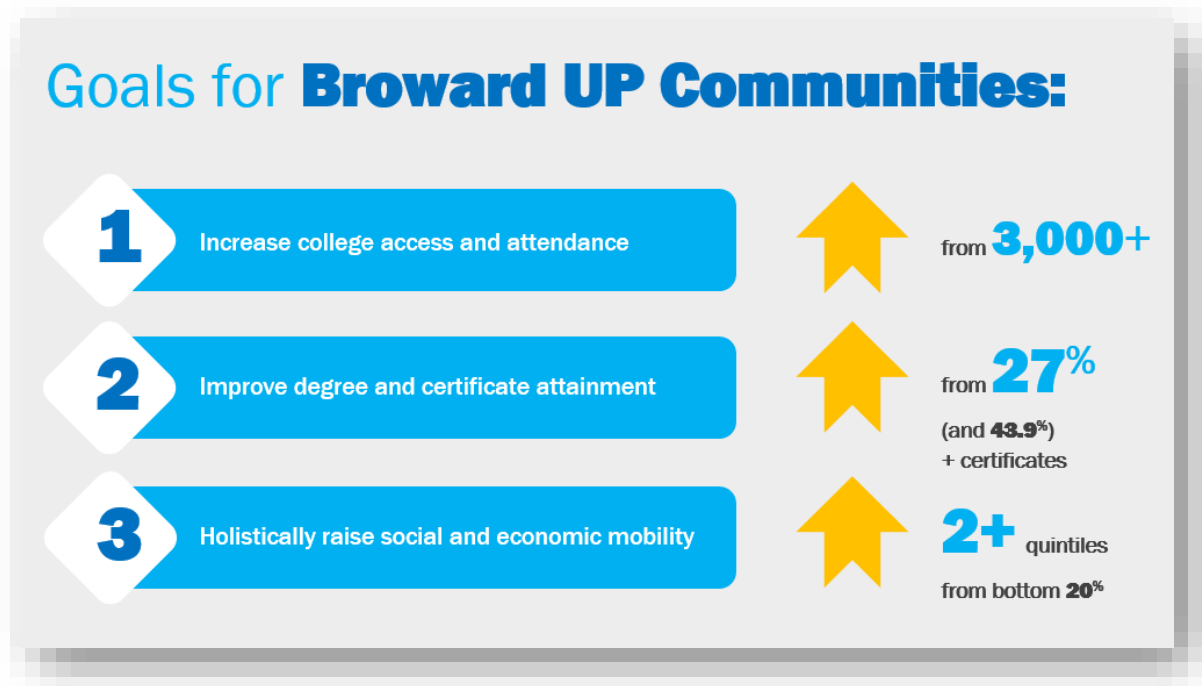 Goals for Broward UP Communities:
1
Increase college access and attendance
from 3,000+
2
Improve degree and certificate attainment
from 27%
(and 43.9%)
+ certificates
3
Holistically raise social and economic mobility
2+ quintiles
from bottom 20%